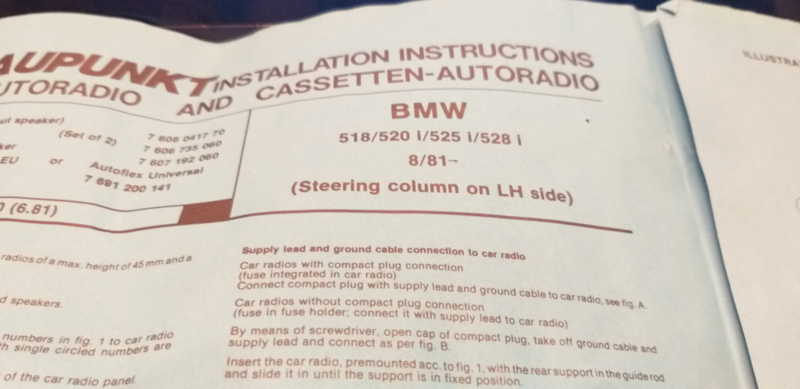 AUPUNKT INSTALLATION INSTRUCTIONS
UTORADIO AND CASSETTEN-AUTORADIO
ut speaker)
(Set of 2)
7 608 0417 70
7 606 735 060
ker
7 607 192 060
EU or Autoflex Universal
7 691 200 141
(6.81)
BMW
518/520 i/525 i/528 i
8/81→
(Steering column on LH side)
radios of a max. height of 45 mm and a
d speakers.
numbers in fig. 1 to car radio
th single circled numbers are
of the car radio panel.
Supply lead and ground cable connection to car radio
Car radios with compact plug connection
(fuse integrated in car radio)
Connect compact plug with supply lead and ground cable to car radio, see fig. A.
Car radios without compact plug connection
(fuse in fuse holder; connect it with supply lead to car radio)
By means of screwdriver, open cap of compact plug, take off ground cable and
supply lead and connect as per fig. B.
Insert the car radio, premounted acc. to fig. 1, with the rear support in the guide rod
and slide it in until the support is in fixed position.
ILLUSTRA